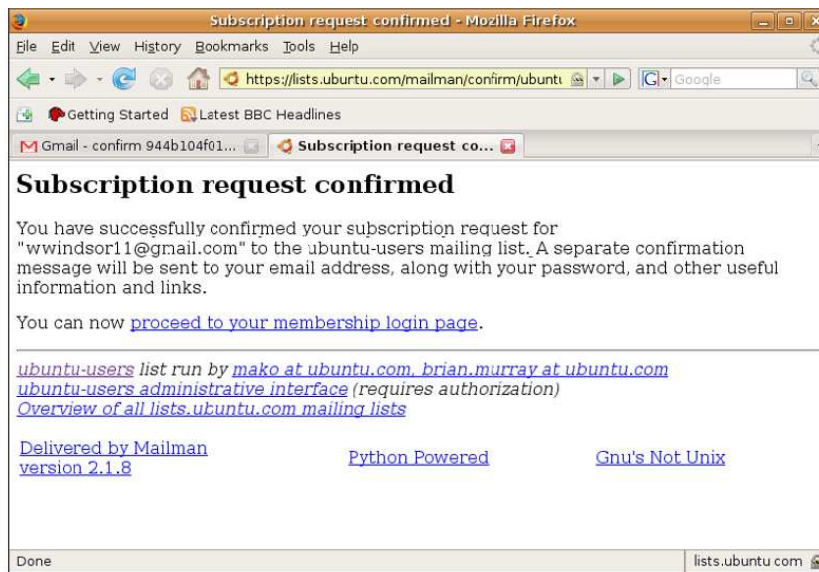 Subscription request confirmed - Mozilla Firefox
File Edit View History Bookmarks Tools Help
https://lists.ubuntu.com/mailman/confirm/ubuntu G Google
Getting Started Latest BBC Headlines
Gmail - confirm 944b104f01... Subscription request co...
Subscription request confirmed
You have successfully confirmed your subscription request for
"wwindsor11@gmail.com" to the ubuntu-users mailing list. A separate confirmation
message will be sent to your email address, along with your password, and other useful
information and links.
You can now proceed to your membership login page.
ubuntu-users list run by mako at ubuntu.com, brian.murray at ubuntu.com
ubuntu-users administrative interface (requires authorization)
Overview of all lists.ubuntu.com mailing lists
Delivered by Mailman
version 2.1.8
Python Powered
Gnu's Not Unix
Done lists.ubuntu.com